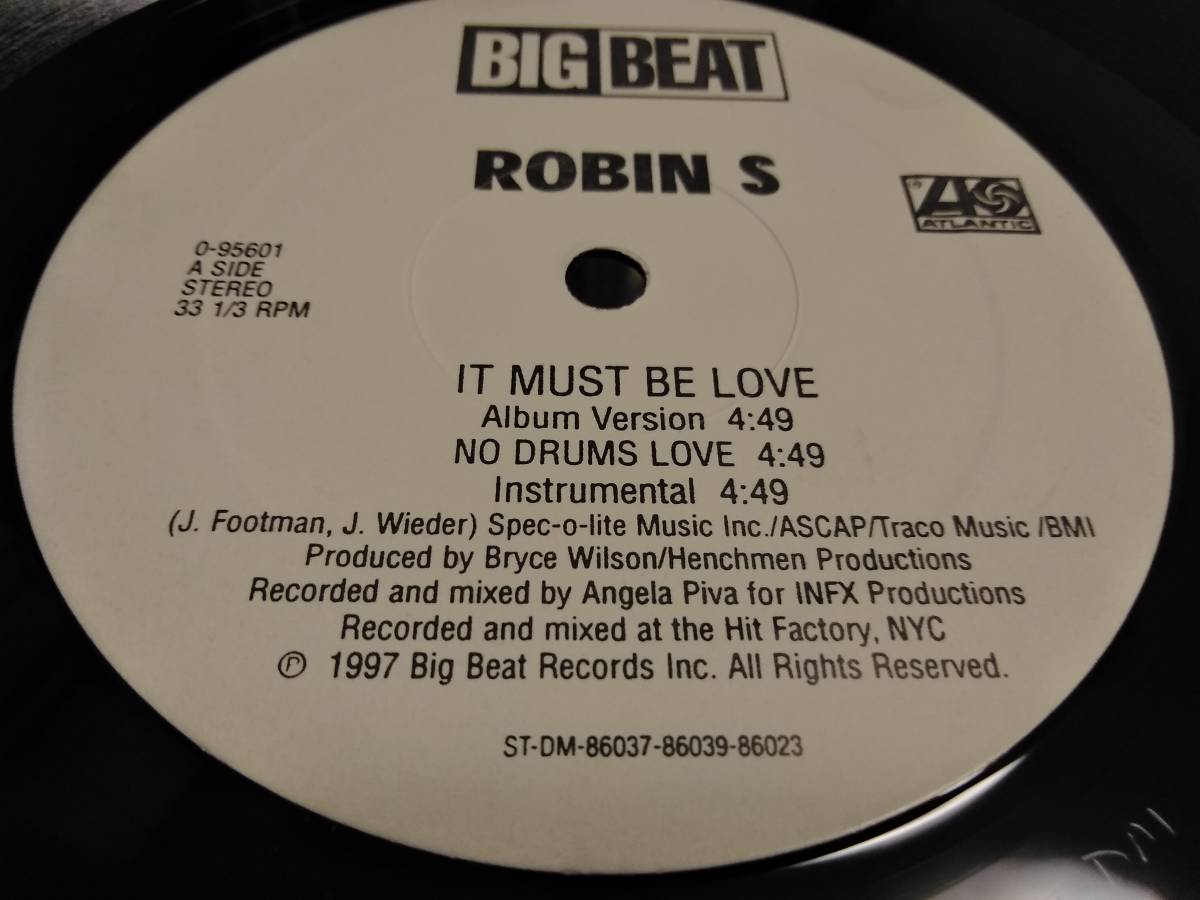 BIG BEAT
ROBIN S
ATLANTIC
0-95601
A SIDE
STEREO
33 1/3 RPM
IT MUST BE LOVE
Album Version 4:49
NO DRUMS LOVE 4:49
Instrumental 4:49
(J. Footman, J. Wieder) Spec-o-lite Music Inc./ASCAP/Traco Music /BMI
Produced by Bryce Wilson/Henchmen Productions
Recorded and mixed by Angela Piva for INFX Productions
Recorded and mixed at the Hit Factory, NYC
℗ 1997 Big Beat Records Inc. All Rights Reserved.
ST-DM-86037-86039-86023
DM